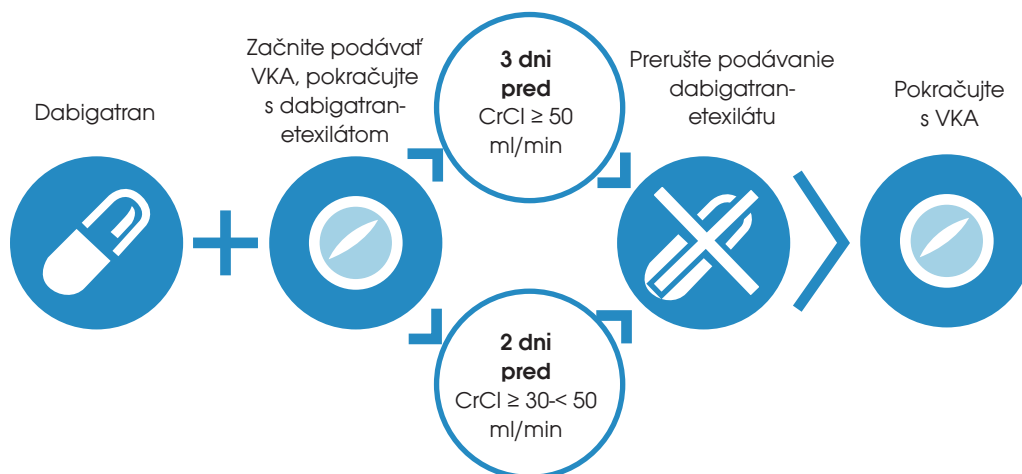 Dabigatran
Začnite podávať
VKA, pokračujte
s dabigatran-
etexilátom
3 dni
pred
CrCl ≥ 50
ml/min
2 dni
pred
CrCl ≥ 30-< 50
ml/min
Prerušte podávanie
dabigatran-
etexilátu
Pokračujte
s VKA